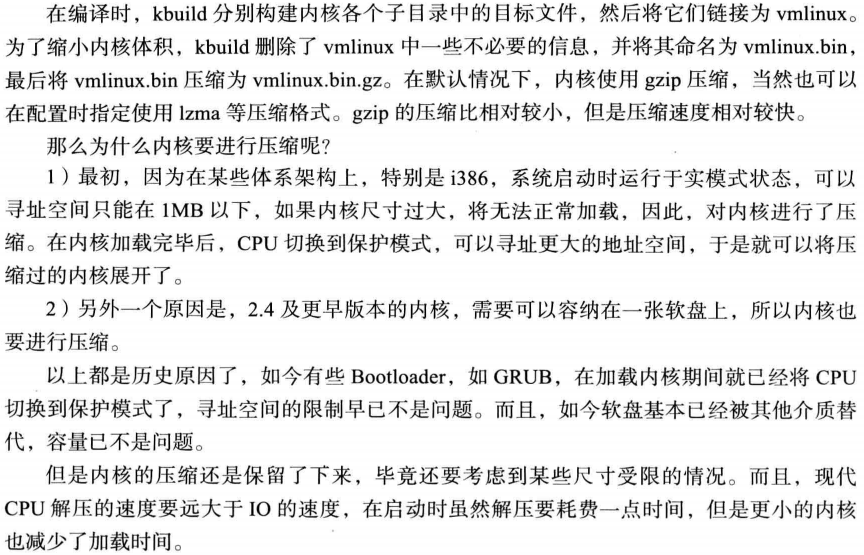 在编译时，kbuild 分别构建内核各个子目录中的目标文件，然后将它们链接为 vmlinux。
为了缩小内核体积，kbuild 删除了 vmlinux 中一些不必要的信息，并将其命名为 vmlinux.bin，
最后将 vmlinux.bin 压缩为 vmlinux.bin.gz。在默认情况下，内核使用 gzip 压缩，当然也可以
在配置时指定使用 lzma 等压缩格式。gzip 的压缩比相对较小，但是压缩速度相对较快。
那么为什么内核要进行压缩呢？
1）最初，因为在某些体系架构上，特别是 i386，系统启动时运行于实模式状态，可以
寻址空间只能在 1MB 以下，如果内核尺寸过大，将无法正常加载，因此，对内核进行了压
缩。在内核加载完毕后，CPU 切换到保护模式，可以寻址更大的地址空间，于是就可以将压
缩过的内核展开了。
2）另外一个原因是，2.4 及更早版本的内核，需要可以容纳在一张软盘上，所以内核也
要进行压缩。
以上都是历史原因了，如今有些 Bootloader，如 GRUB，在加载内核期间就已经将 CPU
切换到保护模式了，寻址空间的限制早已不是问题。而且，如今软盘基本已经被其他介质替
代，容量已不是问题。
但是内核的压缩还是保留了下来，毕竟还要考虑到某些尺寸受限的情况。而且，现代
CPU 解压的速度要远大于 IO 的速度，在启动时虽然解压要耗费一点时间，但是更小的内核
也减少了加载时间。